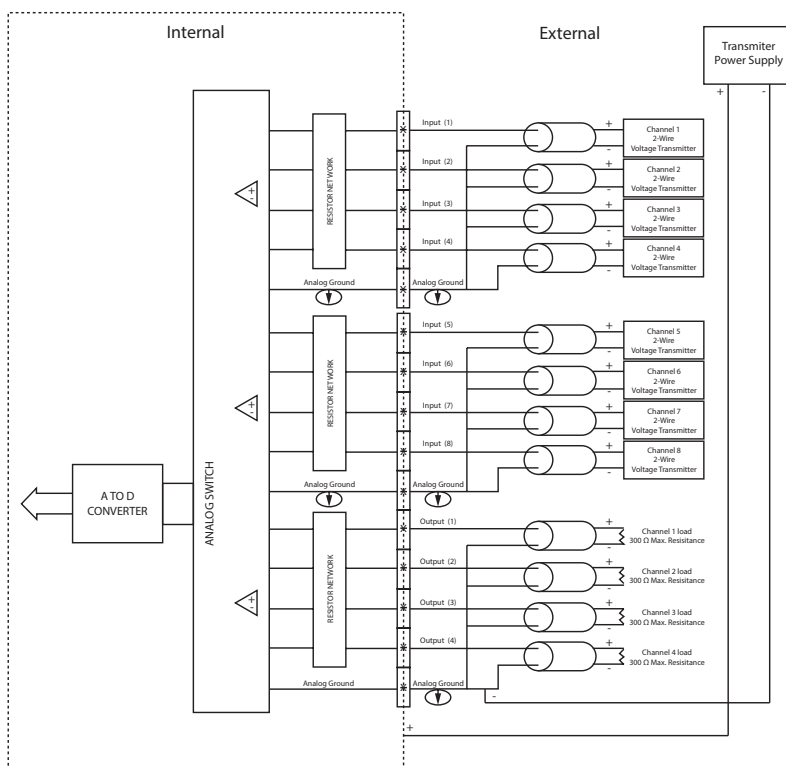 Internal
External
Transmiter
Power Supply
+
-
Input (1)
+
-
Channel 1
2-Wire
Voltage Transmitter
Input (2)
+
-
Channel 2
2-Wire
Voltage Transmitter
+
-
RESISTOR NETWORK
Input (3)
+
-
Channel 3
2-Wire
Voltage Transmitter
Input (4)
+
-
Channel 4
2-Wire
Voltage Transmitter
Analog Ground
Analog Ground
Input (5)
+
-
Channel 5
2-Wire
Voltage Transmitter
Input (6)
+
-
Channel 6
2-Wire
Voltage Transmitter
+
-
RESISTOR NETWORK
Input (7)
+
-
Channel 7
2-Wire
Voltage Transmitter
Input (8)
+
-
Channel 8
2-Wire
Voltage Transmitter
Analog Ground
Analog Ground
A TO D
CONVERTER
ANALOG SWITCH
Output (1)
+
-
Channel 1 load
300 Ω Max. Resisitance
Output (2)
+
-
Channel 2 load
300 Ω Max. Resisitance
+
-
RESISTOR NETWORK
Output (3)
+
-
Channel 3 load
300 Ω Max. Resisitance
Output (4)
+
-
Channel 4 load
300 Ω Max. Resisitance
Analog Ground
Analog Ground
-
+